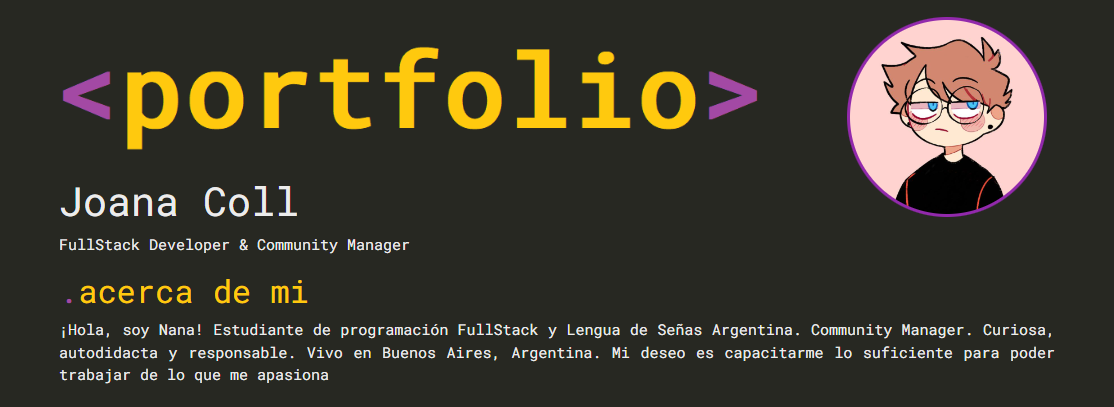 <portfolio>
Joana Coll
FullStack Developer & Community Manager
.acerca de mi
¡Hola, soy Nana! Estudiante de programación FullStack y Lengua de Señas Argentina. Community Manager. Curiosa,
autodidacta y responsable. Vivo en Buenos Aires, Argentina. Mi deseo es capacitarme lo suficiente para poder
trabajar de lo que me apasiona